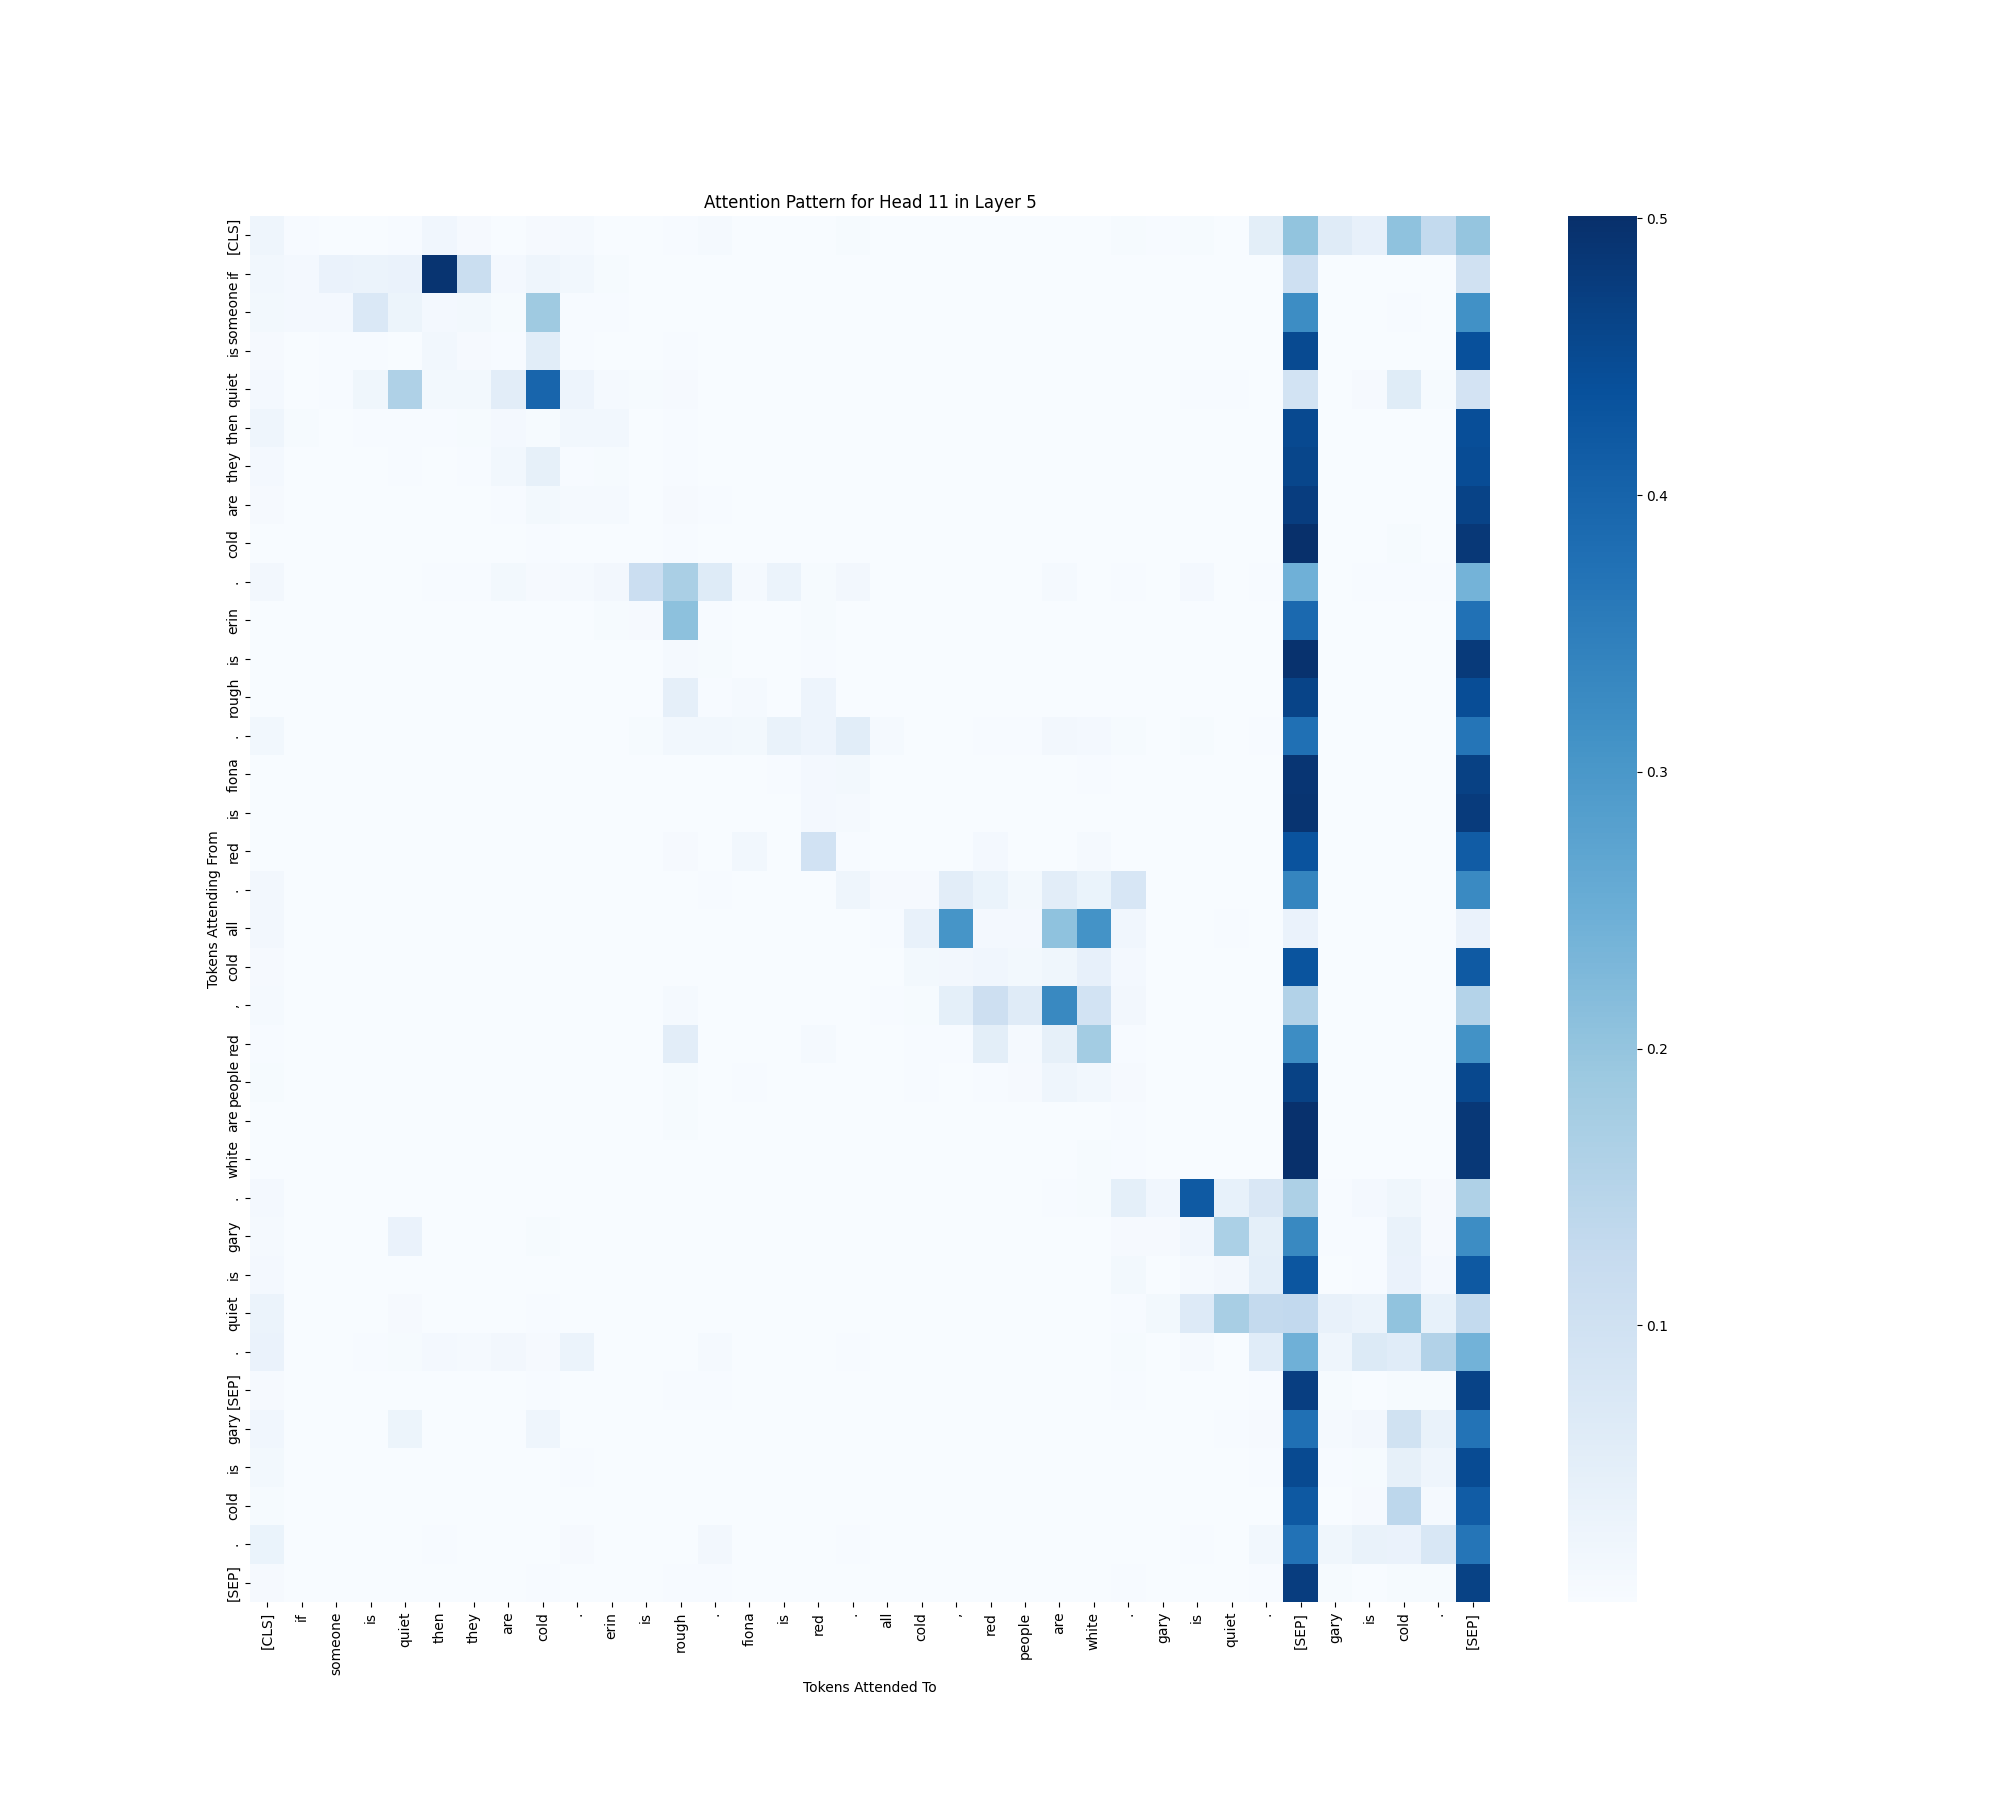 Attention Pattern for Head 11 in Layer 5
Tokens Attending From
[CLS]
if
someone
is
quiet
then
they
are
cold
.
erin
is
rough
.
fiona
is
red
.
all
cold
,
red
people
are
white
.
gary
is
quiet
.
[SEP]
gary
is
cold
.
[SEP]
[CLS] if someone is quiet then they are cold . erin is rough . fiona is red . all cold , red people are white . gary is quiet . [SEP] gary is cold . [SEP]
Tokens Attended To
0.5
0.4
0.3
0.2
0.1